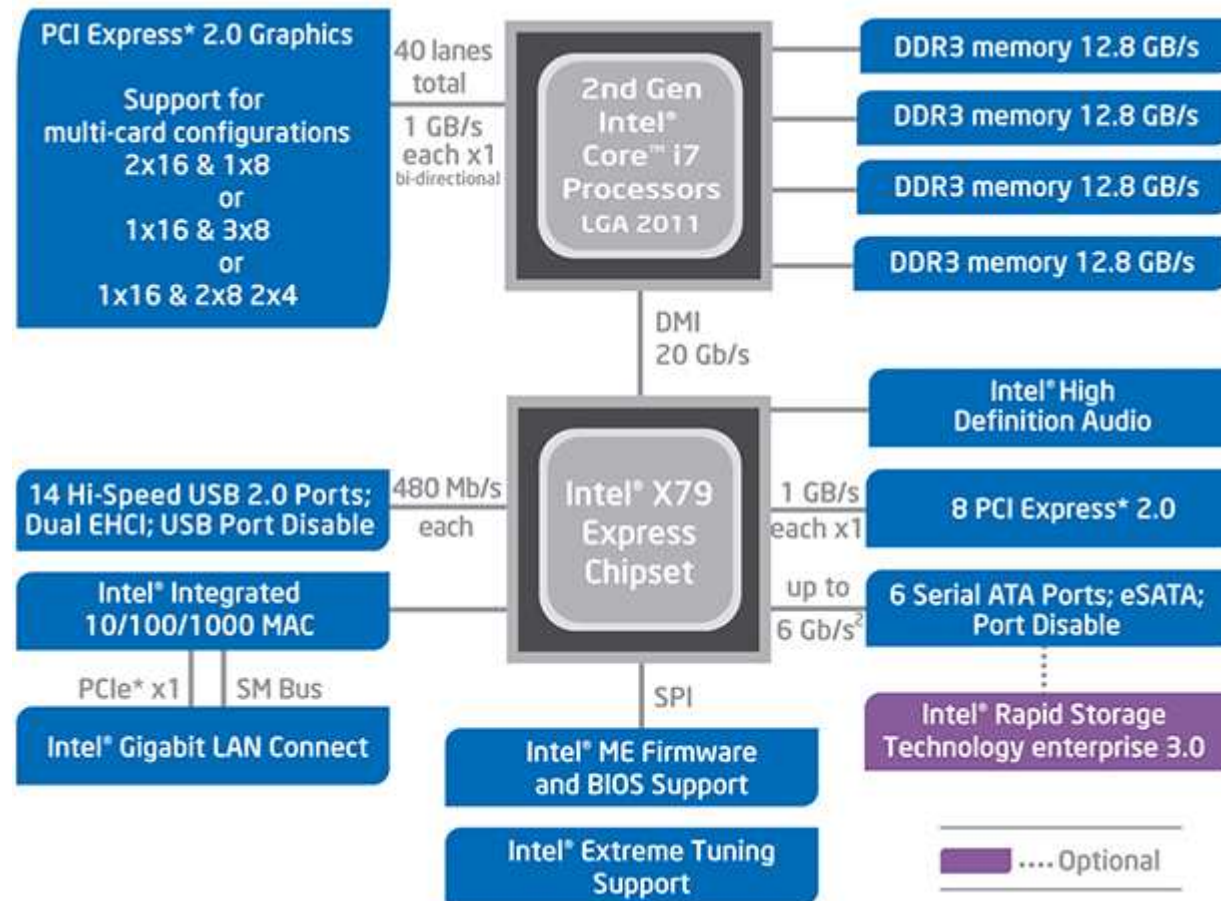 PCI Express* 2.0 Graphics
Support for
multi-card configurations
2x16 & 1x8
or
1x16 & 3x8
or
1x16 & 2x8 2x4
40 lanes
total
1 GB/s
each x1
bi-directional
2nd Gen
Intel®
Core™ i7
Processors
LGA 2011
DDR3 memory 12.8 GB/s
DDR3 memory 12.8 GB/s
DDR3 memory 12.8 GB/s
DDR3 memory 12.8 GB/s
DMI
20 Gb/s
Intel® High
Definition Audio
14 Hi-Speed USB 2.0 Ports;
Dual EHCI; USB Port Disable
480 Mb/s
each
Intel® X79
Express
Chipset
1 GB/s
each x1
8 PCI Express* 2.0
Intel® Integrated
10/100/1000 MAC
up to
6 Gb/s²
6 Serial ATA Ports; eSATA;
Port Disable
PCIe* x1
SM Bus
Intel® Gigabit LAN Connect
SPI
Intel® ME Firmware
and BIOS Support
Intel® Rapid Storage
Technology enterprise 3.0
Intel® Extreme Tuning
Support
.... Optional